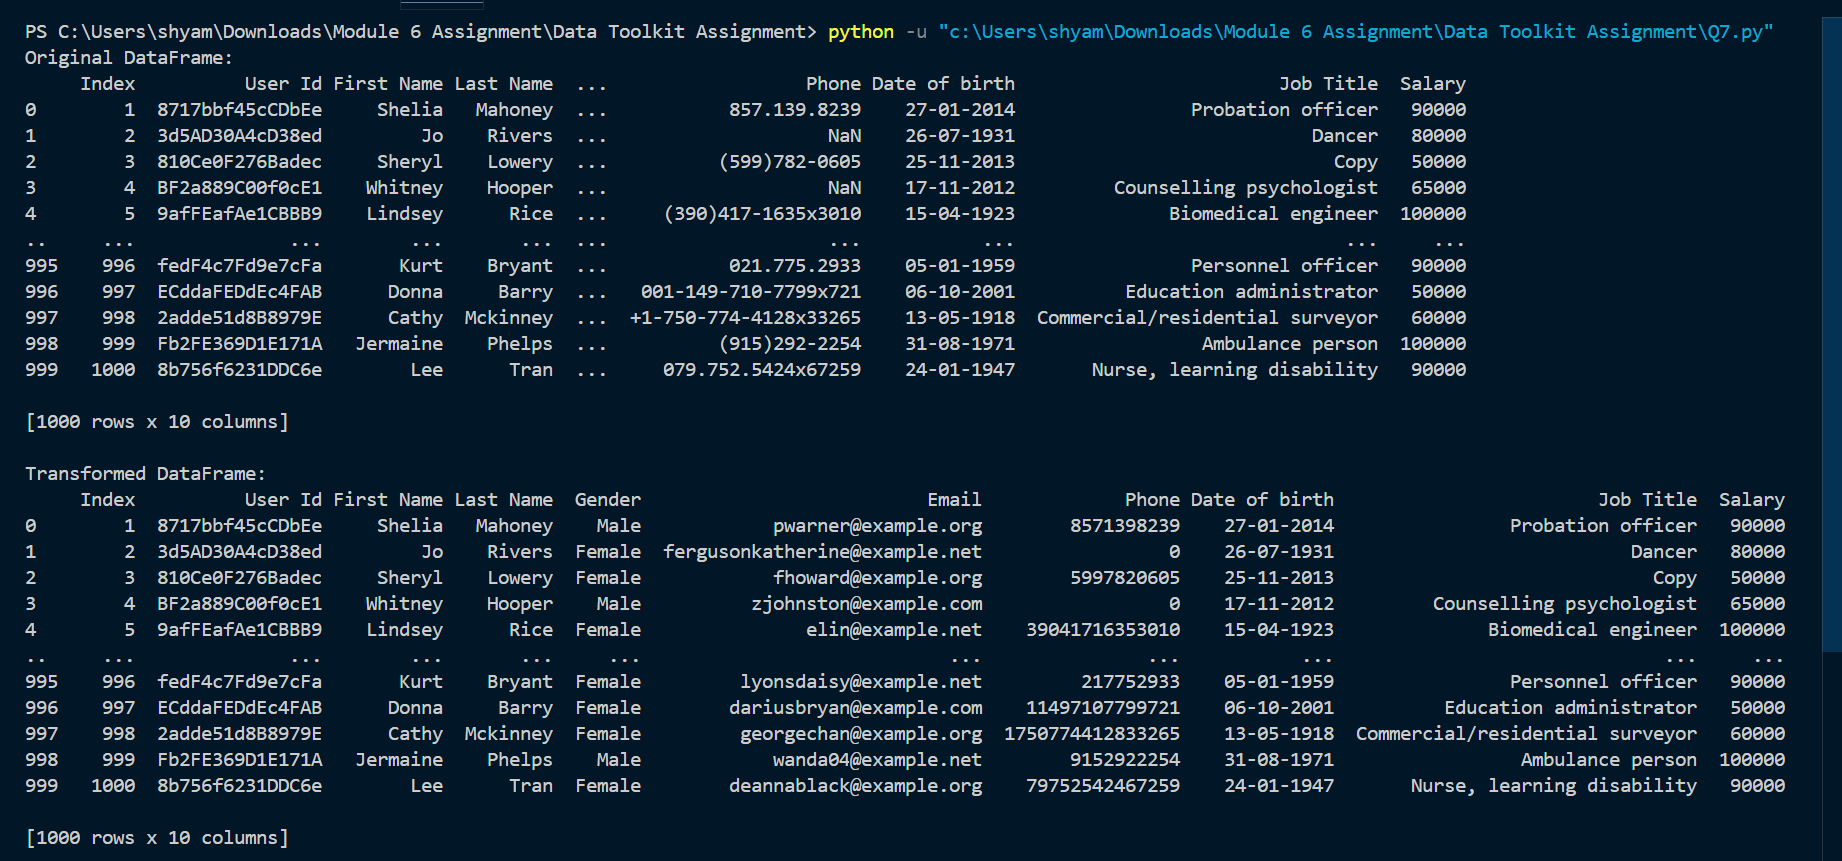 PS C:\Users\shyam\Downloads\Module 6 Assignment\Data Toolkit Assignment> python -u "c:\Users\shyam\Downloads\Module 6 Assignment\Data Toolkit Assignment\Q7.py"
Original DataFrame:
     Index          User Id First Name Last Name  ...                  Phone Date of birth                       Job Title  Salary
0        1  8717bbf45cCDbEe     Shelia   Mahoney  ...           857.139.8239    27-01-2014               Probation officer   90000
1        2  3d5AD30A4cD38ed         Jo    Rivers  ...                    NaN    26-07-1931                          Dancer   80000
2        3  810Ce0F276Badec     Sheryl    Lowery  ...          (599)782-0605    25-11-2013                            Copy   50000
3        4  BF2a889C00f0cE1    Whitney    Hooper  ...                    NaN    17-11-2012        Counselling psychologist   65000
4        5  9afFEafAe1CBBB9    Lindsey      Rice  ...     (390)417-1635x3010    15-04-1923             Biomedical engineer  100000
..     ...              ...        ...       ...  ...                    ...           ...                             ...     ...
995    996  fedF4c7Fd9e7cFa       Kurt    Bryant  ...           021.775.2933    05-01-1959               Personnel officer   90000
996    997  ECddaFEDdEc4FAB      Donna     Barry  ...   001-149-710-7799x721    06-10-2001         Education administrator   50000
997    998  2adde51d8B8979E      Cathy  Mckinney  ...  +1-750-774-4128x33265    13-05-1918  Commercial/residential surveyor   60000
998    999  Fb2FE369D1E171A   Jermaine    Phelps  ...          (915)292-2254    31-08-1971                Ambulance person  100000
999   1000  8b756f6231DDC6e        Lee      Tran  ...     079.752.5424x67259    24-01-1947      Nurse, learning disability   90000
[1000 rows x 10 columns]
Transformed DataFrame:
     Index          User Id First Name Last Name  Gender                          Email             Phone Date of birth                       Job Title  Salary
0        1  8717bbf45cCDbEe     Shelia   Mahoney    Male            pwarner@example.org        8571398239    27-01-2014               Probation officer   90000
1        2  3d5AD30A4cD38ed         Jo    Rivers  Female  fergusonkatherine@example.net                 0    26-07-1931                          Dancer   80000
2        3  810Ce0F276Badec     Sheryl    Lowery  Female            fhoward@example.org        5997820605    25-11-2013                            Copy   50000
3        4  BF2a889C00f0cE1    Whitney    Hooper    Male          zjohnston@example.com                 0    17-11-2012        Counselling psychologist   65000
4        5  9afFEafAe1CBBB9    Lindsey      Rice  Female               elin@example.net    39041716353010    15-04-1923             Biomedical engineer  100000
..     ...              ...        ...       ...     ...                            ...               ...           ...                             ...     ...
995    996  fedF4c7Fd9e7cFa       Kurt    Bryant  Female         lyonsdaisy@example.net         217752933    05-01-1959               Personnel officer   90000
996    997  ECddaFEDdEc4FAB      Donna     Barry  Female        dariusbryan@example.com    11497107799721    06-10-2001         Education administrator   50000
997    998  2adde51d8B8979E      Cathy  Mckinney  Female         georgechan@example.org  1750774412833265    13-05-1918  Commercial/residential surveyor   60000
998    999  Fb2FE369D1E171A   Jermaine    Phelps    Male            wanda04@example.net        9152922254    31-08-1971                Ambulance person  100000
999   1000  8b756f6231DDC6e        Lee      Tran  Female        deannablack@example.org    79752542467259    24-01-1947      Nurse, learning disability   90000
[1000 rows x 10 columns]